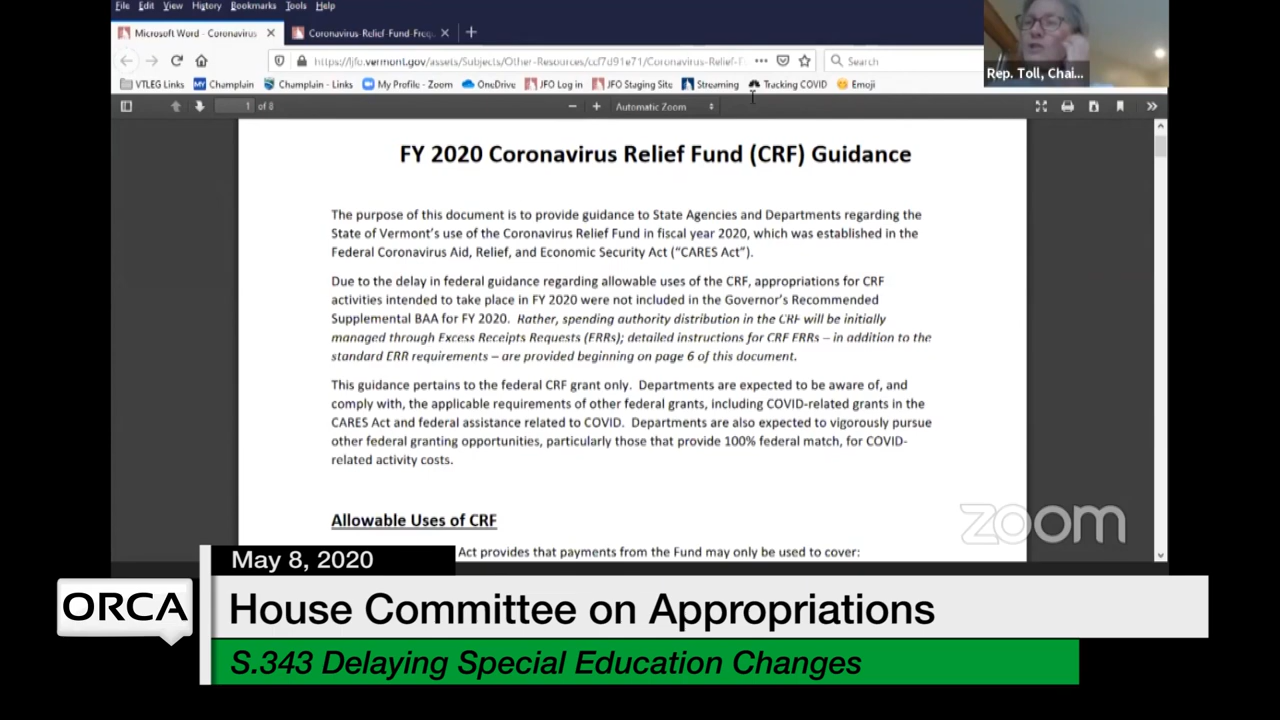 File Edit View History Bookmarks Tools Help
Microsoft Word - Coronavirus
Coronavirus-Relief-Fund-Freq
https://ljfo.vermont.gov/assets/Subjects/Other-Resources/ccf7d91e71/Coronavirus-Relief-F
Search
VTLEG Links Champlain Champlain - Links My Profile - Zoom OneDrive JFO Log in JFO Staging Site Streaming Tracking COVID Emoji
Rep. Toll, Chai...
1 of 8
Automatic Zoom
FY 2020 Coronavirus Relief Fund (CRF) Guidance
The purpose of this document is to provide guidance to State Agencies and Departments regarding the
State of Vermont's use of the Coronavirus Relief Fund in fiscal year 2020, which was established in the
Federal Coronavirus Aid, Relief, and Economic Security Act ("CARES Act").
Due to the delay in federal guidance regarding allowable uses of the CRF, appropriations for CRF
activities intended to take place in FY 2020 were not included in the Governor's Recommended
Supplemental BAA for FY 2020. Rather, spending authority distribution in the CRF will be initially
managed through Excess Receipts Requests (ERRs); detailed instructions for CRF ERRs – in addition to the
standard ERR requirements – are provided beginning on page 6 of this document.
This guidance pertains to the federal CRF grant only. Departments are expected to be aware of, and
comply with, the applicable requirements of other federal grants, including COVID-related grants in the
CARES Act and federal assistance related to COVID. Departments are also expected to vigorously pursue
other federal granting opportunities, particularly those that provide 100% federal match, for COVID-
related activity costs.
Allowable Uses of CRF
Act provides that payments from the Fund may only be used to cover:
zoom
May 8, 2020
ORCA
House Committee on Appropriations
S.343 Delaying Special Education Changes